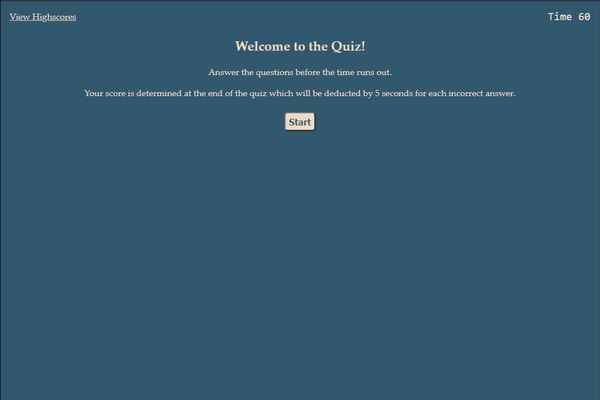 View Highscores
Time 60
Welcome to the Quiz!
Answer the questions before the time runs out.
Your score is determined at the end of the quiz which will be deducted by 5 seconds for each incorrect answer.
Start